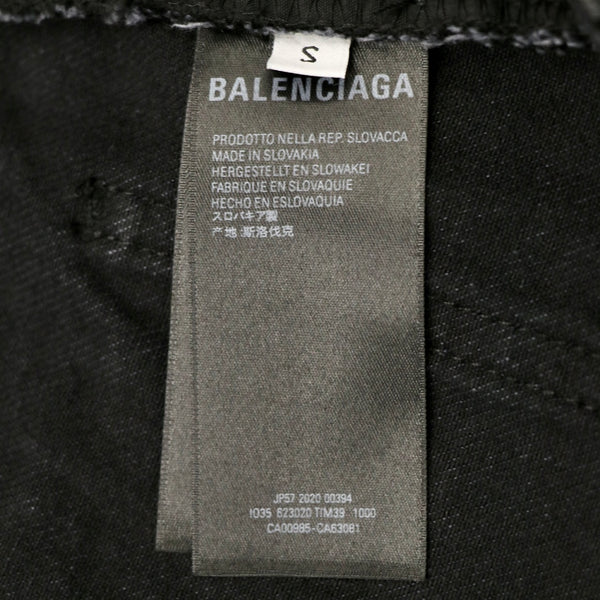 S
BALENCIAGA
PRODOTTO NELLA REP. SLOVACCA
MADE IN SLOVAKIA
HERGESTELLT EN SLOWAKEI
FABRIQUE EN SLOVAQUIE
HECHO EN ESLOVAQUIA
スロバキア製
产地:斯洛伐克
JP57 2020 00394
1035 623020 TIM39 1000
CA00985-CA63081